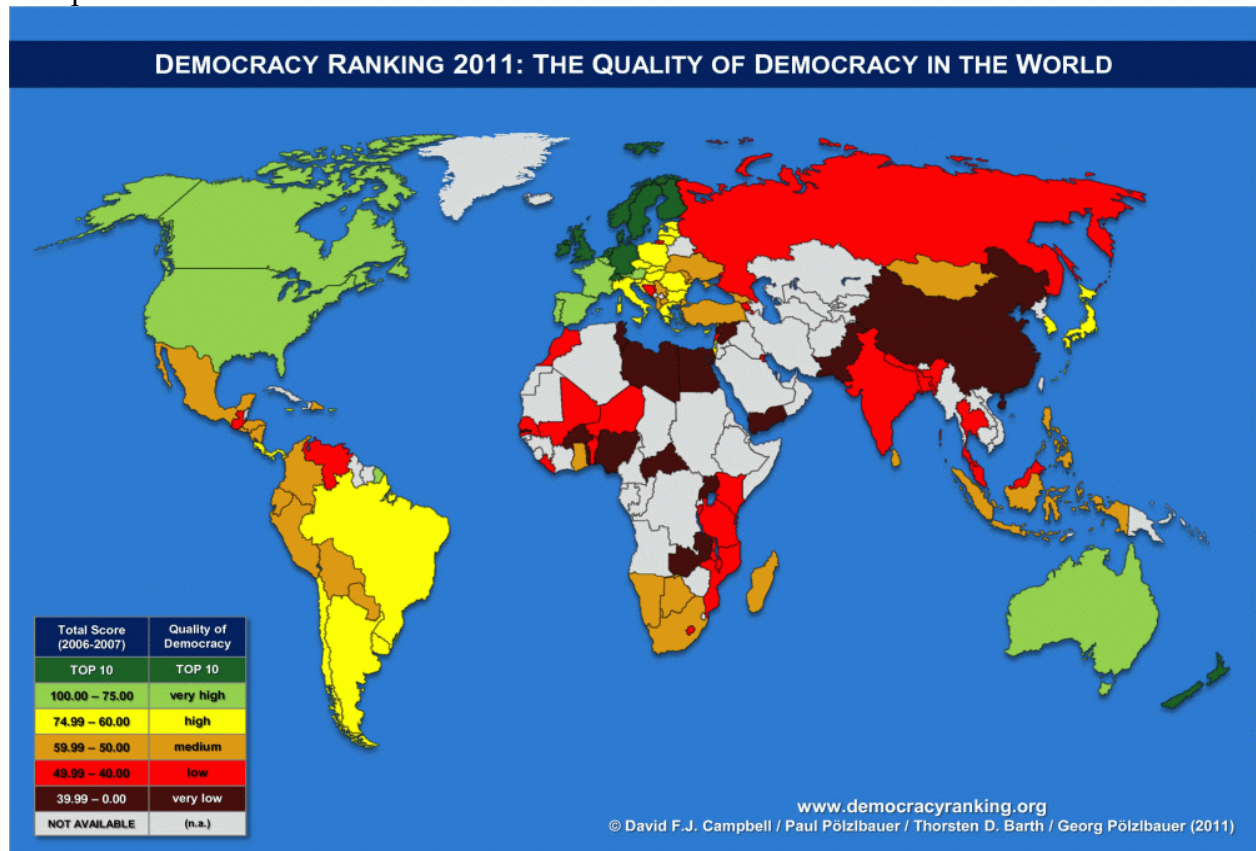 DEMOCRACY RANKING 2011: THE QUALITY OF DEMOCRACY IN THE WORLD
Total Score (2006-2007) Quality of Democracy
TOP 10 TOP 10
100.00 – 75.00 very high
74.99 – 60.00 high
59.99 – 50.00 medium
49.99 – 40.00 low
39.99 – 0.00 very low
NOT AVAILABLE (n.a.)
www.democracyranking.org
© David F.J. Campbell / Paul Pölzlbauer / Thorsten D. Barth / Georg Pölzlbauer (2011)